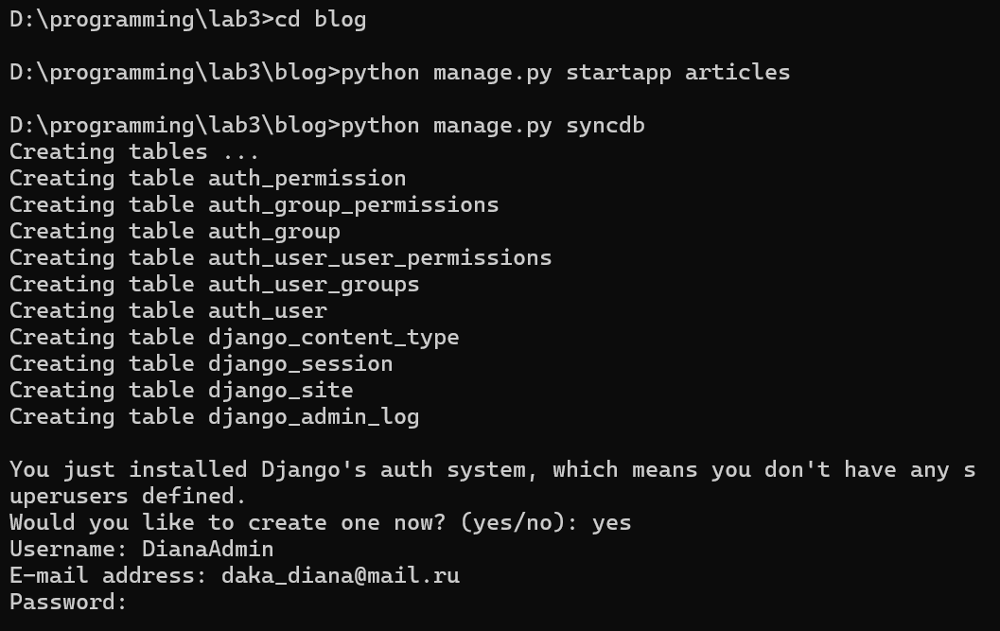 D:\programming\lab3>cd blog
D:\programming\lab3\blog>python manage.py startapp articles
D:\programming\lab3\blog>python manage.py syncdb
Creating tables ...
Creating table auth_permission
Creating table auth_group_permissions
Creating table auth_group
Creating table auth_user_user_permissions
Creating table auth_user_groups
Creating table auth_user
Creating table django_content_type
Creating table django_session
Creating table django_site
Creating table django_admin_log
You just installed Django's auth system, which means you don't have any s
uperusers defined.
Would you like to create one now? (yes/no): yes
Username: DianaAdmin
E-mail address: daka_diana@mail.ru
Password: